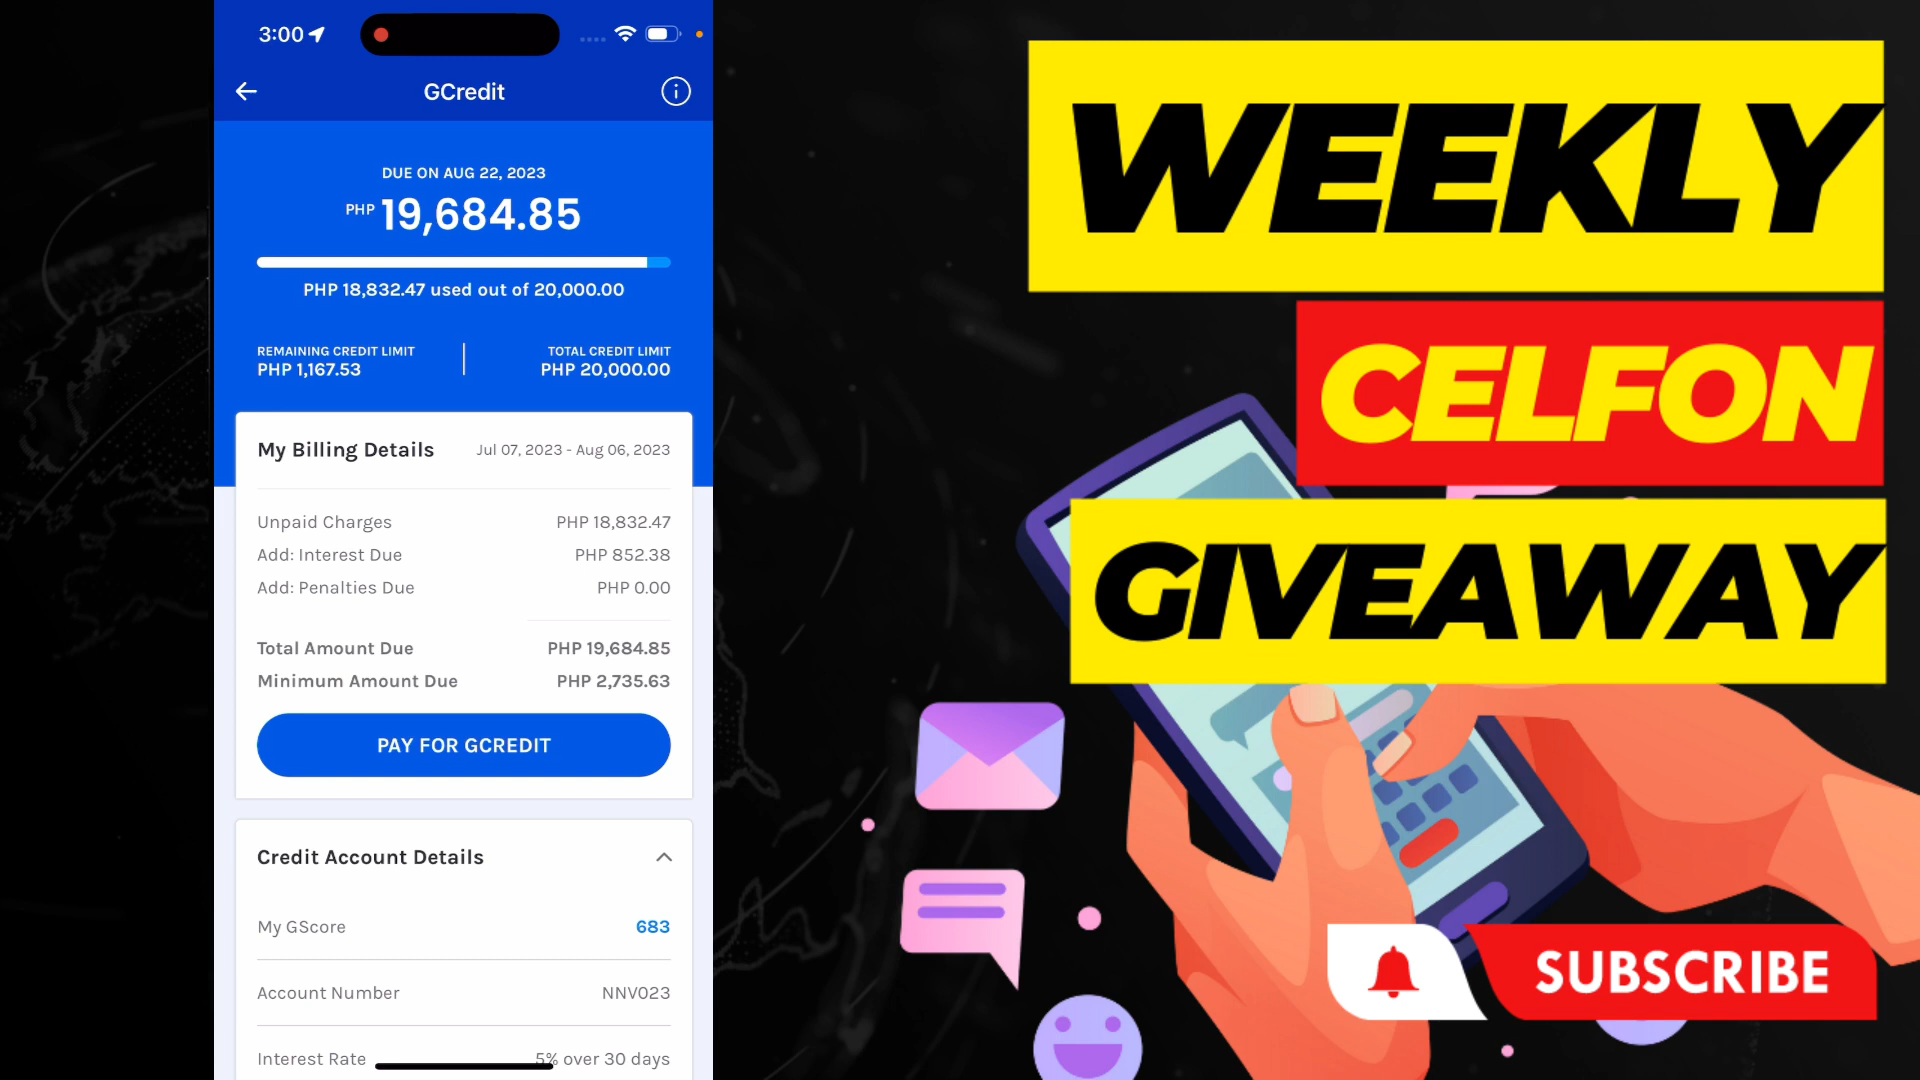 3:00
GCredit
DUE ON AUG 22, 2023
PHP 19,684.85
PHP 18,832.47 used out of 20,000.00
REMAINING CREDIT LIMIT
PHP 1,167.53
TOTAL CREDIT LIMIT
PHP 20,000.00
My Billing Details Jul 07, 2023 - Aug 06, 2023
Unpaid Charges PHP 18,832.47
Add: Interest Due PHP 852.38
Add: Penalties Due PHP 0.00
Total Amount Due PHP 19,684.85
Minimum Amount Due PHP 2,735.63
PAY FOR GCREDIT
Credit Account Details
My GScore 683
Account Number NNV023
Interest Rate 5% over 30 days
WEEKLY
CELFON
GIVEAWAY
SUBSCRIBE